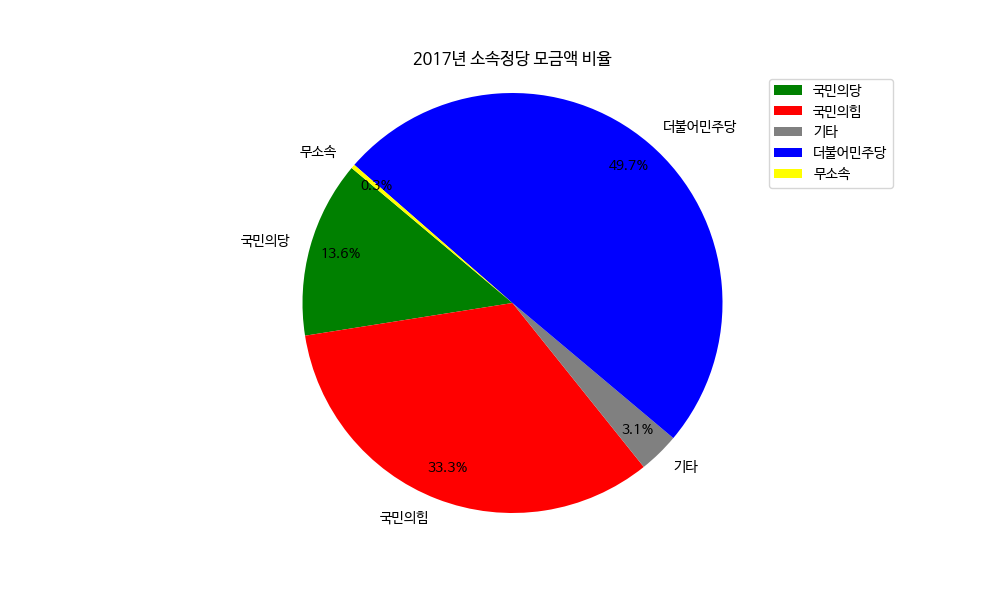 2017년 소속정당 모금액 비율
국민의당
국민의힘
기타
더불어민주당
무소속
더불어민주당
49.7%
무소속
0.3%
국민의당
13.6%
3.1%
기타
33.3%
국민의힘